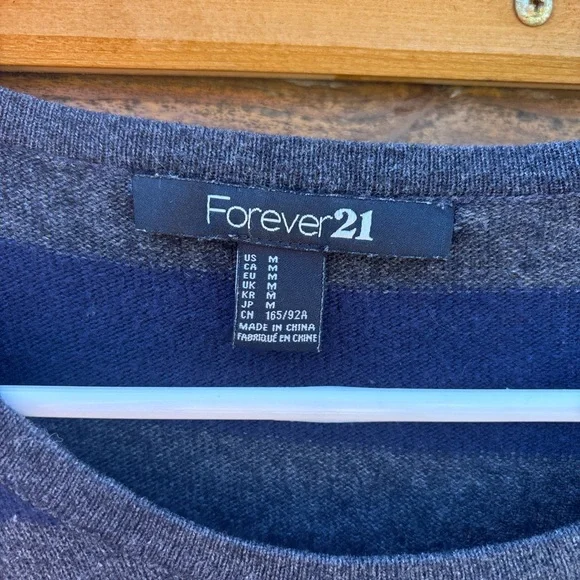 Forever21
US M
CA M
EU M
UK M
KR M
JP M
CN 165/92A
MADE IN CHINA
FABRIQUÉ EN CHINE